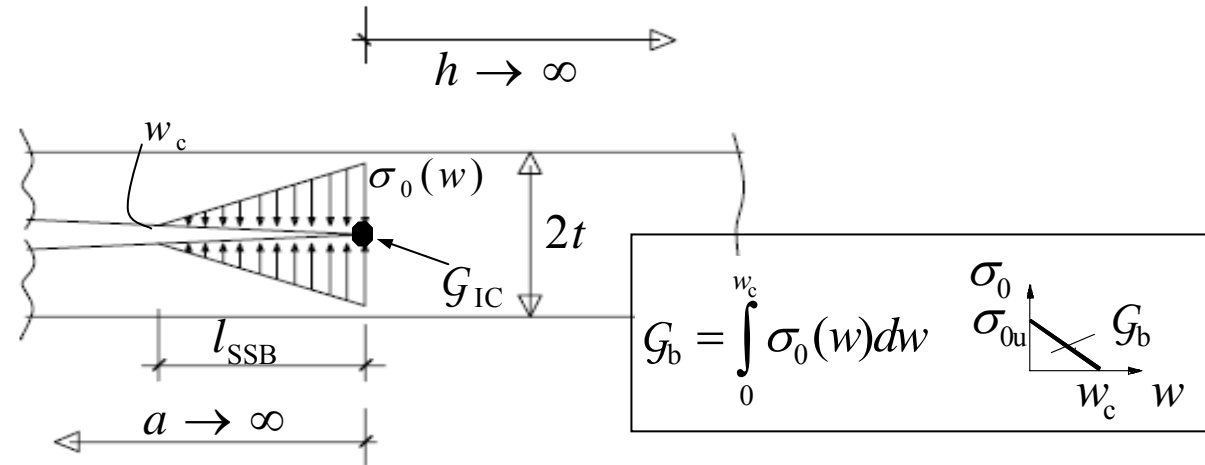 h → ∞
w_c
σ_0(w)
2t
G_IC
l_SSB
a → ∞
G_b = ∫_0^{w_c} σ_0(w)dw
σ_0
σ_0u
G_b
w_c w